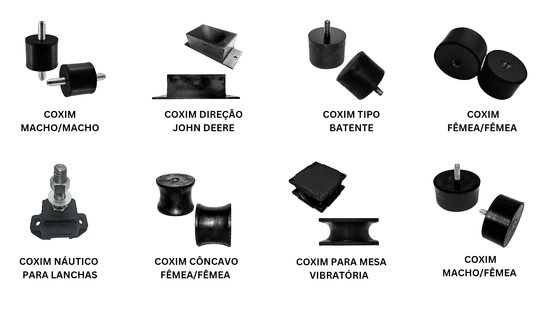 COXIM
MACHO/MACHO
COXIM DIREÇÃO
JOHN DEERE
COXIM TIPO
BATENTE
COXIM
FÊMEA/FÊMEA
COXIM NÁUTICO
PARA LANCHAS
COXIM CÔNCAVO
FÊMEA/FÊMEA
COXIM PARA MESA
VIBRATÓRIA
COXIM
MACHO/FÊMEA